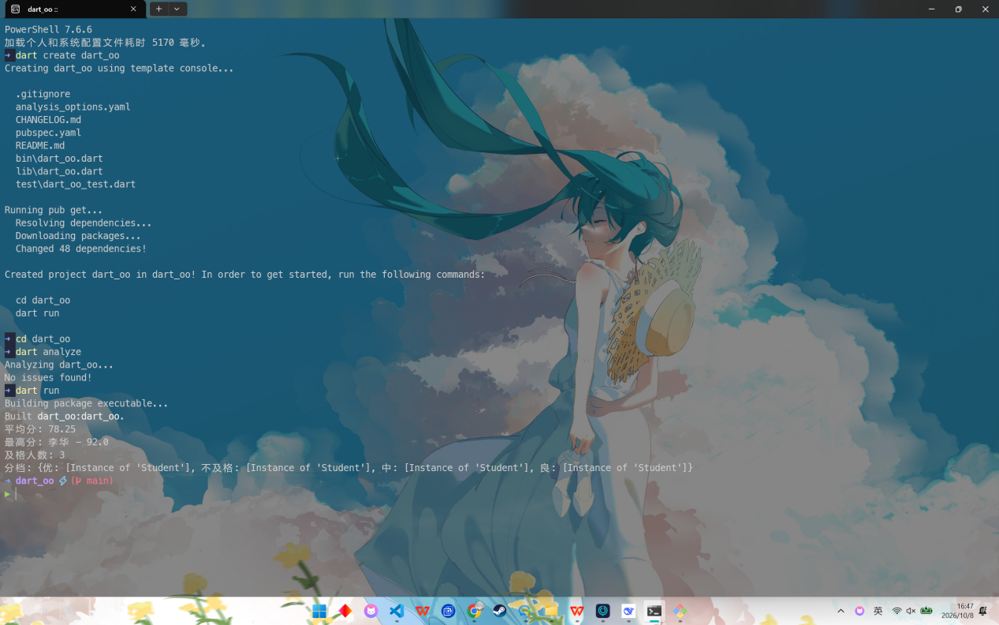 dart_oo ::
PowerShell 7.6.6
加载个人和系统配置文件耗时 5170 毫秒。
➜ dart create dart_oo
Creating dart_oo using template console...
.gitignore
analysis_options.yaml
CHANGELOG.md
pubspec.yaml
README.md
bin\dart_oo.dart
lib\dart_oo.dart
test\dart_oo_test.dart
Running pub get...
Resolving dependencies...
Downloading packages...
Changed 48 dependencies!
Created project dart_oo in dart_oo! In order to get started, run the following commands:
cd dart_oo
dart run
➜ cd dart_oo
➜ dart analyze
Analyzing dart_oo...
No issues found!
➜ dart run
Building package executable...
Built dart_oo:dart_oo.
平均分: 78.25
最高分: 李华 - 92.0
及格人数: 3
分档: {优: [Instance of 'Student'], 不及格: [Instance of 'Student'], 中: [Instance of 'Student'], 良: [Instance of 'Student']}
➜ dart_oo ⚡ ( main)
▶
英
16:47
2026/10/8